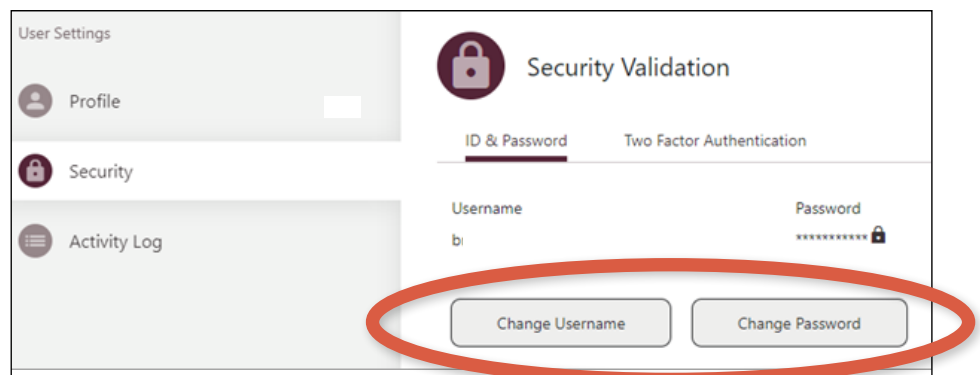 User Settings
Profile
Security
Activity Log
Security Validation
ID & Password Two Factor Authentication
Username Password
***********
Change Username Change Password